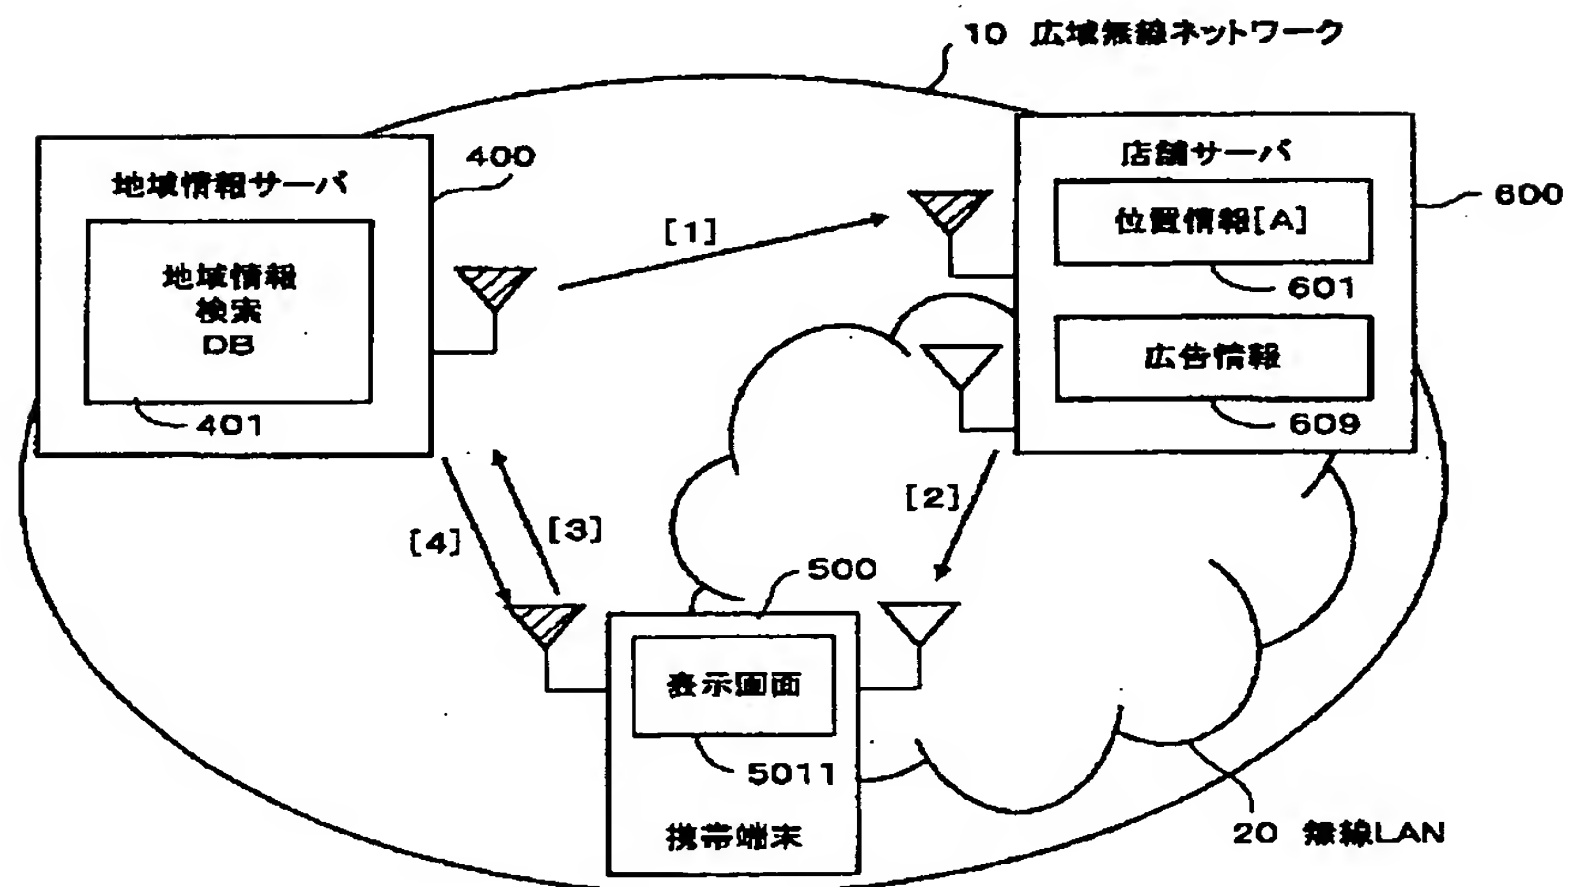 10 広域無線ネットワーク
地域情報サーバ
400
地域情報
検索
DB
401
[1]
店舗サーバ
600
位置情報[A]
601
広告情報
609
[2]
[3]
[4]
500
表示画面
5011
携帯端末
20 無線LAN